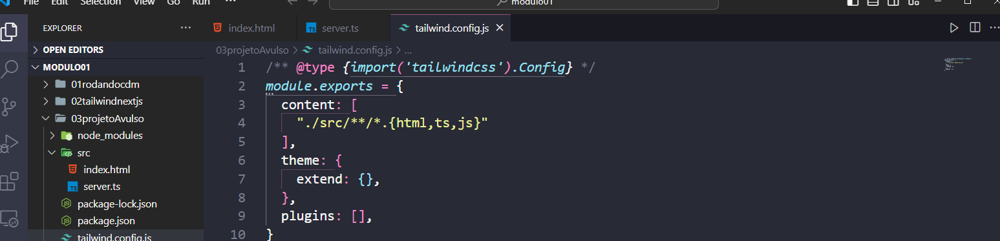 File Edit Selection View Go Run ···
modulo01
EXPLORER ···
index.html
server.ts
tailwind.config.js
OPEN EDITORS
MODULO01
01rodandocdm
02tailwindnextjs
03projetoAvulso
node_modules
src
index.html
server.ts
package-lock.json
package.json
tailwind.config.js
03projetoAvulso > tailwind.config.js > ...
1 /** @type {import('tailwindcss').Config} */
2 module.exports = {
3 content: [
4 "./src/**/*.{html,ts,js}"
5 ],
6 theme: {
7 extend: {},
8 },
9 plugins: [],
10 }